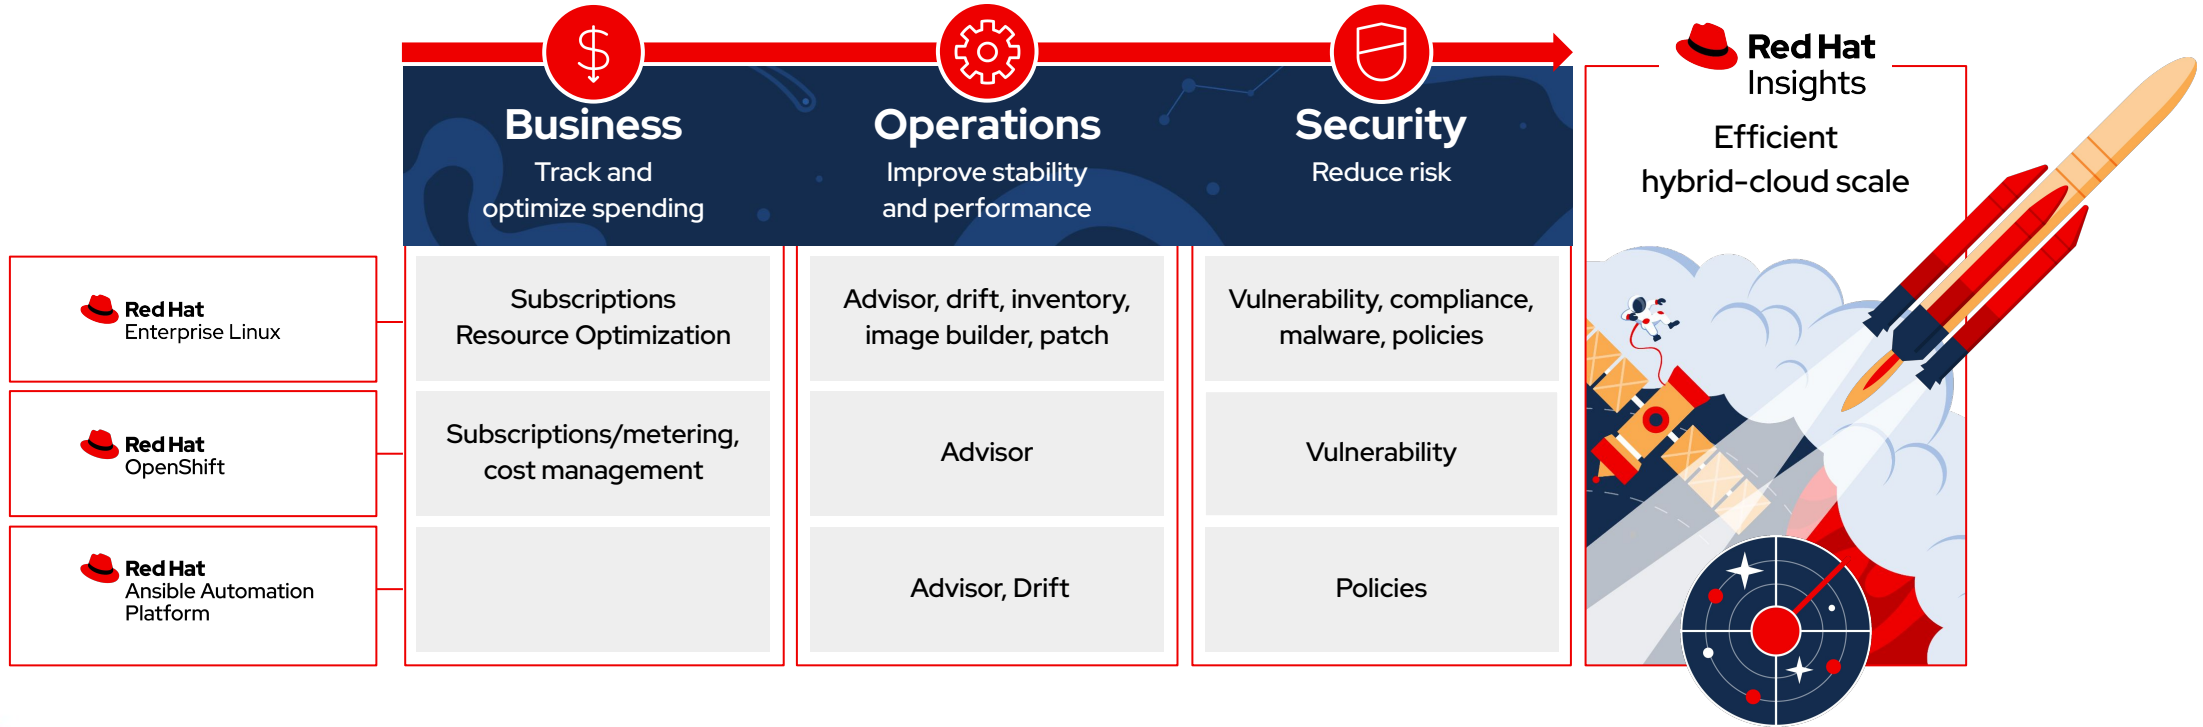 Business
Track and
optimize spending
Operations
Improve stability
and performance
Security
Reduce risk
Red Hat
Insights
Efficient
hybrid-cloud scale
Red Hat
Enterprise Linux
Subscriptions
Resource Optimization
Advisor, drift, inventory,
image builder, patch
Vulnerability, compliance,
malware, policies
Red Hat
OpenShift
Subscriptions/metering,
cost management
Advisor
Vulnerability
Red Hat
Ansible Automation
Platform
Advisor, Drift
Policies